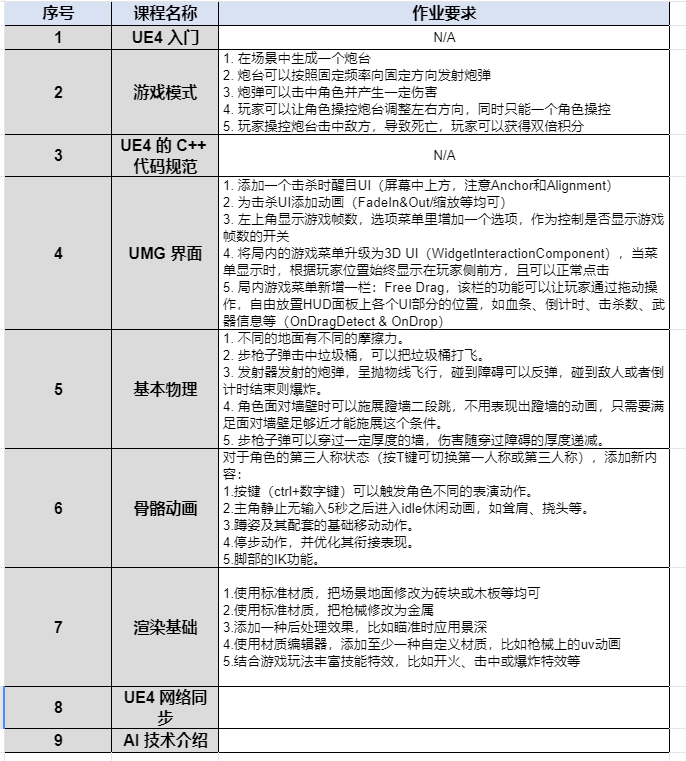 序号 课程名称 作业要求
1 UE4 入门 N/A
2 游戏模式
1. 在场景中生成一个炮台
2. 炮台可以按照固定频率向固定方向发射炮弹
3. 炮弹可以击中角色并产生一定伤害
4. 玩家可以让角色操控炮台调整左右方向，同时只能一个角色操控
5. 玩家操控炮台击中敌方，导致死亡，玩家可以获得双倍积分
3 UE4 的 C++
代码规范
N/A
4 UMG 界面
1. 添加一个击杀时醒目UI（屏幕中上方，注意Anchor和Alignment）
2. 为击杀UI添加动画（FadeIn&Out/缩放等均可）
3. 左上角显示游戏帧数，选项菜单里增加一个选项，作为控制是否显示游戏
帧数的开关
4. 将局内的游戏菜单升级为3D UI（WidgetInteractionComponent），当菜
单显示时，根据玩家位置始终显示在玩家侧前方，且可以正常点击
5. 局内游戏菜单新增一栏：Free Drag，该栏的功能可以让玩家通过拖动操
作，自由放置HUD面板上各个UI部分的位置，如血条、倒计时、击杀数、武
器信息等（OnDragDetect & OnDrop）
5 基本物理
1. 不同的地面有不同的摩擦力。
2. 步枪子弹击中垃圾桶，可以把垃圾桶打飞。
3. 发射器发射的炮弹，呈抛物线飞行，碰到障碍可以反弹，碰到敌人或者倒
计时结束则爆炸。
4. 角色面对墙壁时可以施展蹬墙二段跳，不用表现出蹬墙的动画，只需要满
足面对墙壁足够近才能施展这个条件。
5. 步枪子弹可以穿过一定厚度的墙，伤害随穿过障碍的厚度递减。
6 骨骼动画
对于角色的第三人称状态（按T键可切换第一人称或第三人称），添加新内
容：
1.按键（ctrl+数字键）可以触发角色不同的表演动作。
2.主角静止无输入5秒之后进入idle休闲动画，如耸肩、挠头等。
3.蹲姿及其配套的基础移动动作。
4.停步动作，并优化其衔接表现。
5.脚部的IK功能。
7 渲染基础
1.使用标准材质，把场景地面修改为砖块或木板等均可
2.使用标准材质，把枪械修改为金属
3.添加一种后处理效果，比如瞄准时应用景深
4.使用材质编辑器，添加至少一种自定义材质，比如枪械上的uv动画
5.结合游戏玩法丰富技能特效，比如开火、击中或爆炸特效等
8 UE4 网络同
步
9 AI 技术介绍